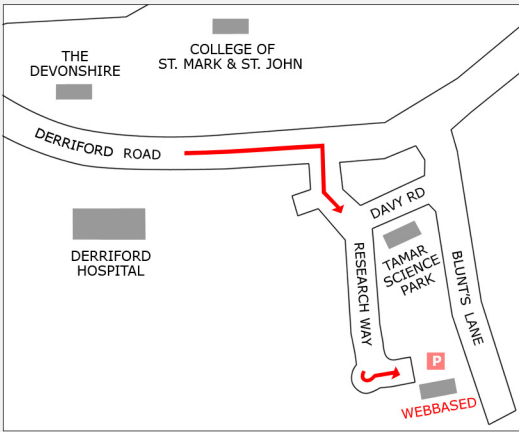 COLLEGE OF
ST. MARK & ST. JOHN
THE
DEVONSHIRE
DERRIFORD ROAD
DAVY RD
DERRIFORD
HOSPITAL
TAMAR
SCIENCE
PARK
RESEARCH WAY
BLUNT'S LANE
P
WEBBASED